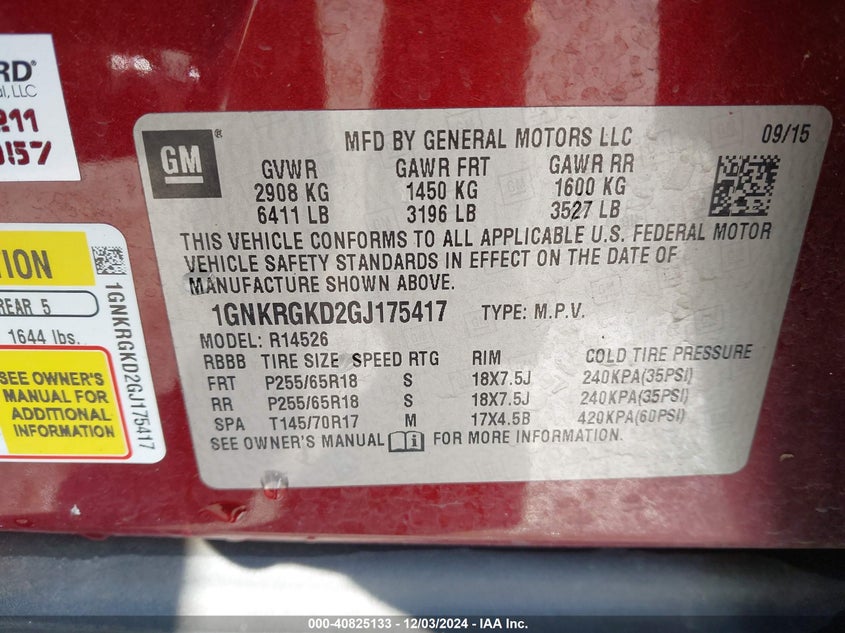 RD®
al, LLC
211
0157
TION
REAR 5
1644 lbs.
SEE OWNER'S
MANUAL FOR
ADDITIONAL
INFORMATION
1GNKRGKD2GJ175417
GM®
MFD BY GENERAL MOTORS LLC 09/15
GVWR GAWR FRT GAWR RR
2908 KG 1450 KG 1600 KG
6411 LB 3196 LB 3527 LB
THIS VEHICLE CONFORMS TO ALL APPLICABLE U.S. FEDERAL MOTOR
VEHICLE SAFETY STANDARDS IN EFFECT ON THE DATE OF
MANUFACTURE SHOWN ABOVE.
1GNKRGKD2GJ175417 TYPE: M.P.V.
MODEL: R14526
RBBB TIRE SIZE SPEED RTG RIM COLD TIRE PRESSURE
FRT P255/65R18 S 18X7.5J 240KPA(35PSI)
RR P255/65R18 S 18X7.5J 240KPA(35PSI)
SPA T145/70R17 M 17X4.5B 420KPA(60PSI)
SEE OWNER'S MANUAL FOR MORE INFORMATION.
000-40825133 - 12/03/2024 - IAA Inc.